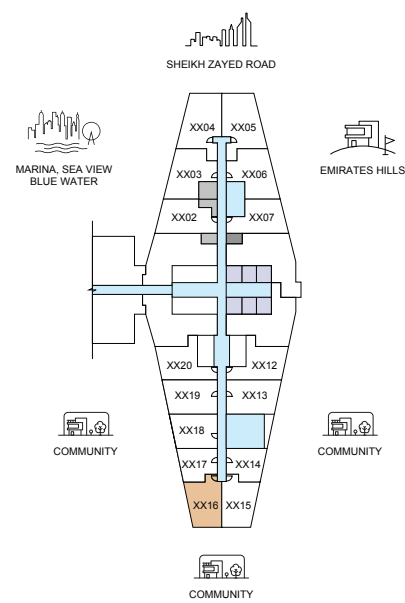 SHEIKH ZAYED ROAD
XX04 XX05
MARINA, SEA VIEW
BLUE WATER
EMIRATES HILLS
XX03 XX06
XX02 XX07
XX20 XX12
XX19 XX13
XX18
XX17 XX14
COMMUNITY
COMMUNITY
XX16 XX15
COMMUNITY